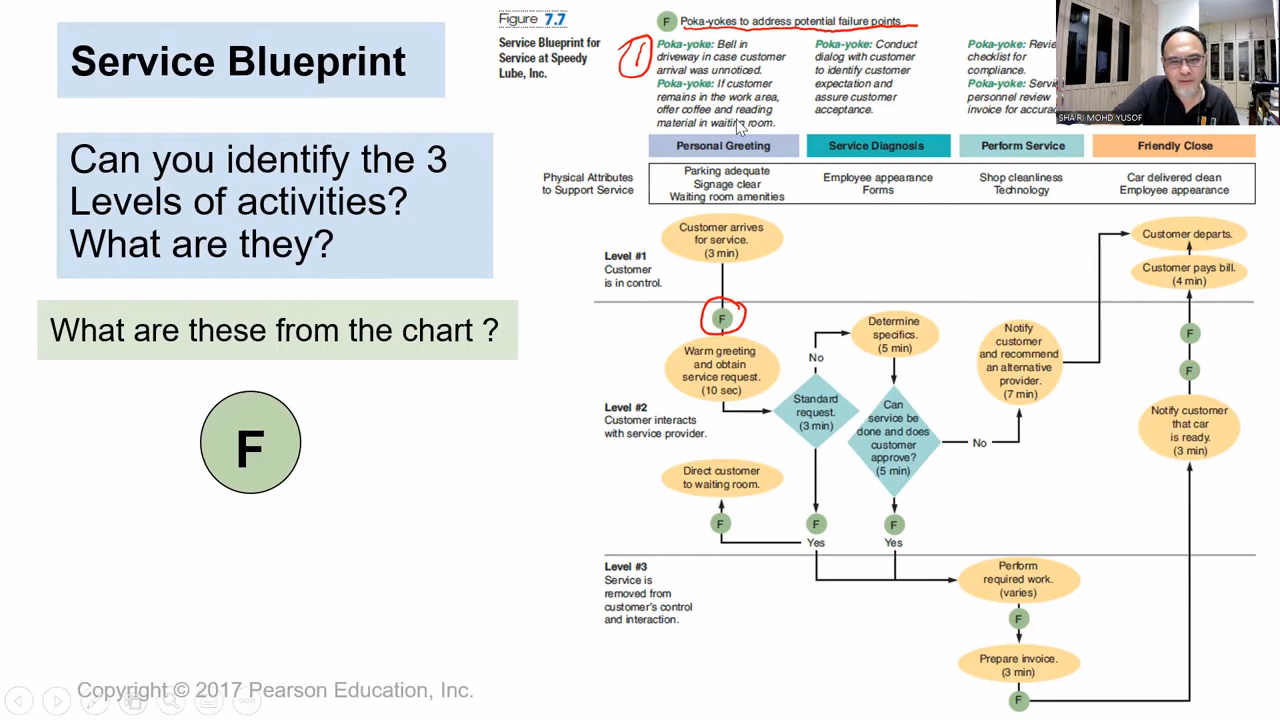 Service Blueprint
Can you identify the 3
Levels of activities?
What are they?
What are these from the chart ?
F
Copyright © 2017 Pearson Education, Inc.
Figure 7.7
Service Blueprint for
Service at Speedy
Lube, Inc.
F Poka-yokes to address potential failure points
1
Poka-yoke: Bell in
driveway in case customer
arrival was unnoticed.
Poka-yoke: If customer
remains in the work area,
offer coffee and reading
material in waiting room.
Poka-yoke: Conduct
dialog with customer
to identify customer
expectation and
assure customer
acceptance.
Poka-yoke:
checklist for
compliance.
Poka-yoke:
personnel review
invoice for
SHA'RI MOHD YUSOF
Personal Greeting
Service Diagnosis
Perform Service
Friendly Close
Physical Attributes
to Support Service
Parking adequate
Signage clear
Waiting room amenities
Employee appearance
Forms
Shop cleanliness
Technology
Car delivered clean
Employee appearance
Level #1
Customer
is in control.
Customer arrives
for service.
(3 min)
Customer departs.
Customer pays bill.
(4 min)
F
Warm greeting
and obtain
service request.
(10 sec)
Level #2
Customer interacts
with service provider.
No
Standard
request.
(3 min)
Determine
specifics.
(5 min)
Can
service be
done and does
customer
approve?
(5 min)
No
Notify
customer
and recommend
an alternative
provider.
(7 min)
F
F
Notify customer
that car
is ready.
(3 min)
Direct customer
to waiting room.
F
F
Yes
F
Yes
Level #3
Service is
removed from
customer's control
and interaction.
Perform
required work.
(varies)
F
Prepare invoice.
(3 min)
F